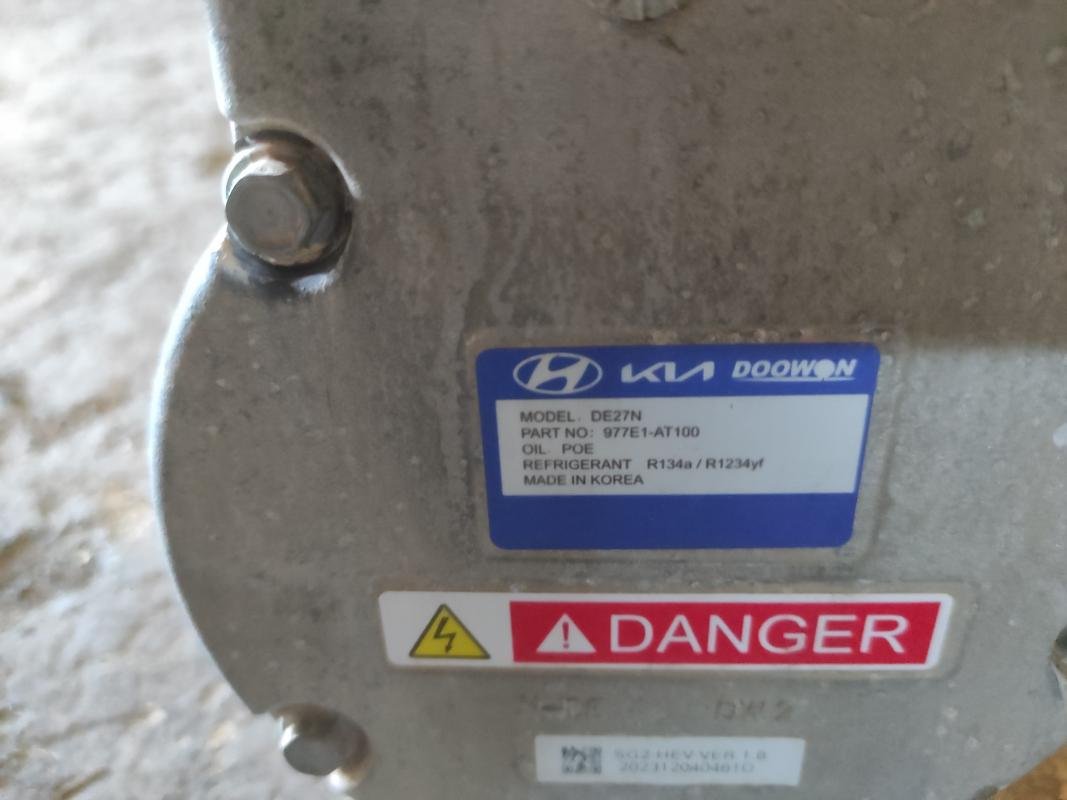 KIA DOOWON
MODEL. DE27N
PART NO: 977E1-AT100
OIL POE
REFRIGERANT R134a / R1234yf
MADE IN KOREA
DANGER
SG2-HEV-VER 1.8